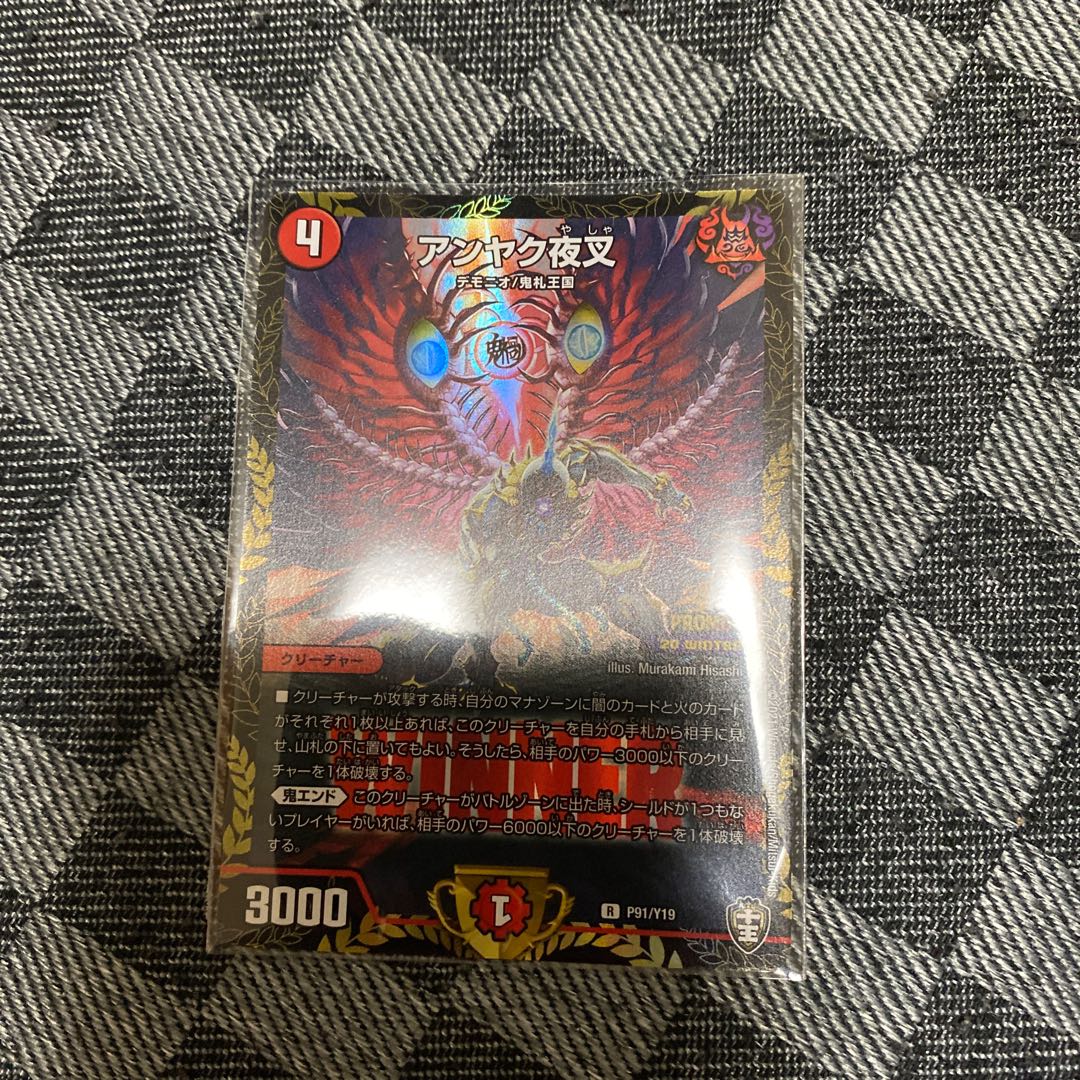 4
やしゃ
アンヤク夜叉
デモニオ/鬼札王国
PROMO
20 WINTER
クリーチャー
illus. Murakami Hisashi
■ クリーチャーが攻撃する時、自分のマナゾーンに闇のカードと火のカード
がそれぞれ1枚以上あれば、このクリーチャーを自分の手札から相手に見
せ、山札の下に置いてもよい。そうしたら、相手のパワー3000以下のクリー
チャーを1体破壊する。
鬼エンド このクリーチャーがバトルゾーンに出た時、シールドが1つもな
いプレイヤーがいれば、相手のパワー6000以下のクリーチャーを1体破壊
する。
WINNER
3000
1
R P91/Y19